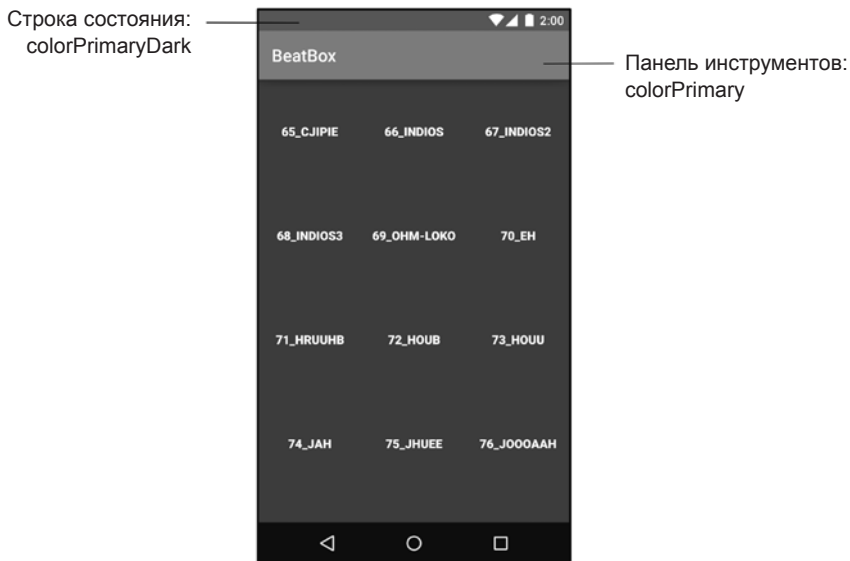 Строка состояния:
colorPrimaryDark
2:00
BeatBox
Панель инструментов:
colorPrimary
65_CJIPIE 66_INDIOS 67_INDIOS2
68_INDIOS3 69_OHM-LOKO 70_EH
71_HRUUHB 72_HOUB 73_HOUU
74_JAH 75_JHUEE 76_JOOOAAH